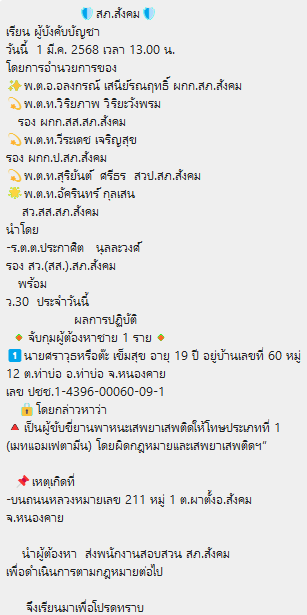 🛡️ สภ.สังคม 🛡️
เรียน ผู้บังคับบัญชา
วันนี้ 1 มี.ค. 2568 เวลา 13.00 น.
โดยการอำนวยการของ
✨พ.ต.อ.อลงกรณ์ เสนีย์รณฤทธิ์ ผกก.สภ.สังคม
💫พ.ต.ท.วิริยภาพ วิริยะวังพรม
รอง ผกก.สส.สภ.สังคม
💫พ.ต.ท.วีระเดช เจริญสุข
รอง ผกก.ป.สภ.สังคม
💫พ.ต.ท.สุริยันต์ ศรีธร สวป.สภ.สังคม
🌟พ.ต.ท.อัครินทร์ กุลเสน
สว.สส.สภ.สังคม
นำโดย
-ร.ต.ต.ประกาศิต นุลละวงศ์
รอง สว.(สส.).สภ.สังคม
พร้อม
ว.30 ประจำวันนี้
ผลการปฏิบัติ
🔸จับกุมผู้ต้องหาชาย 1 ราย🔸
1️⃣นายศราวุธหรือต๊ะ เข็มสุข อายุ 19 ปี อยู่บ้านเลขที่ 60 หมู่
12 ต.ท่าบ่อ อ.ท่าบ่อ จ.หนองคาย
เลข ปชช.1-4396-00060-09-1
🔒โดยกล่าวหาว่า
🔺เป็นผู้ขับขี่ยานพาหนะเสพยาเสพติดให้โทษประเภทที่ 1
(เมทแอมเฟตามีน) โดยผิดกฎหมายและเสพยาเสพติดฯ"
📌เหตุเกิดที่
-บนถนนหลวงหมายเลข 211 หมู่ 1 ต.ผาตั้งอ.สังคม
จ.หนองคาย
นำผู้ต้องหา ส่งพนักงานสอบสวน สภ.สังคม
เพื่อดำเนินการตามกฎหมายต่อไป
จึงเรียนมาเพื่อโปรดทราบ